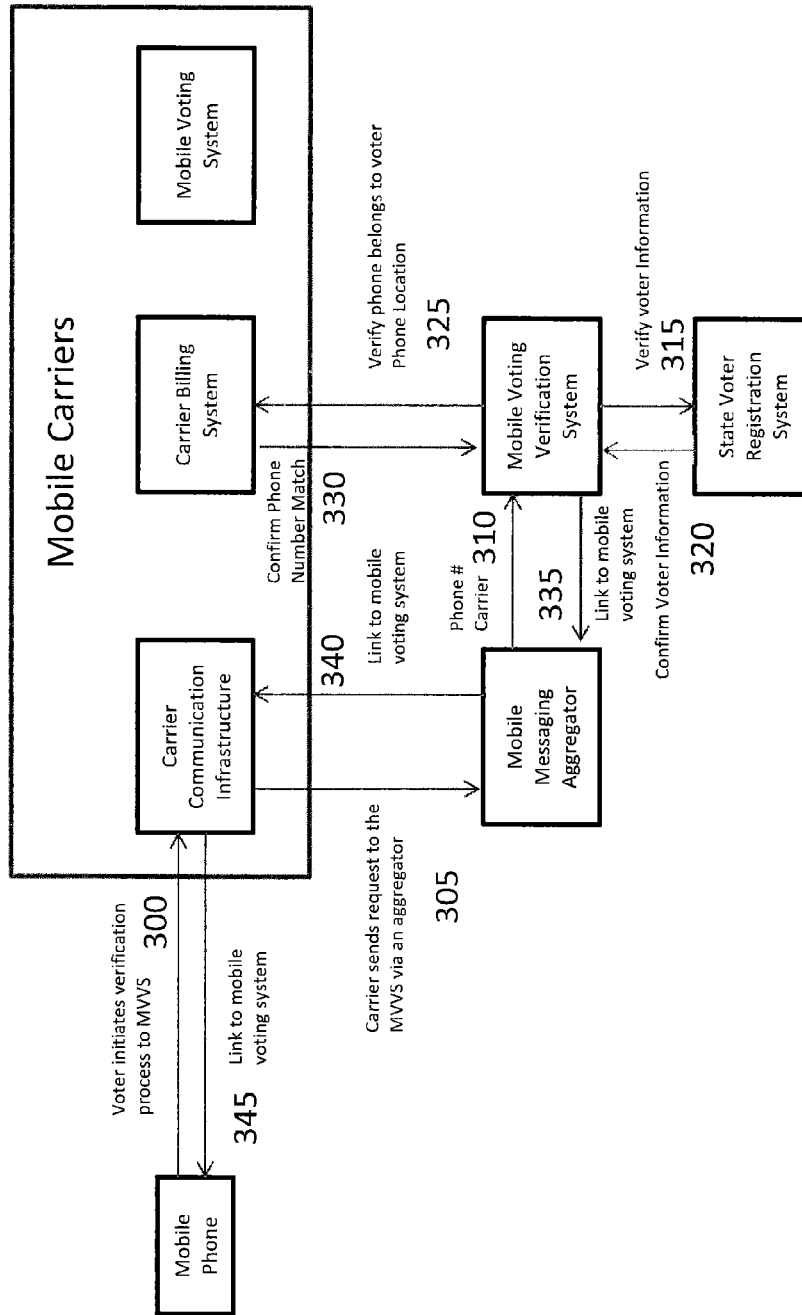 Mobile Carriers
Mobile Voting
System
Carrier Billing
System
Carrier
Communication
Infrastructure
Mobile
Phone
Voter initiates verification
process to MVVS
300
345
Link to mobile
voting system
Carrier sends request to the
MVVS via an aggregator
305
340
Link to mobile
voting system
Confirm Phone
Number Match
330
Verify phone belongs to voter
Phone Location
325
Mobile
Messaging
Aggregator
Phone #
Carrier
310
335
Link to mobile
voting system
Mobile Voting
Verification
System
Verify voter Information
315
Confirm Voter Information
320
State Voter
Registration
System